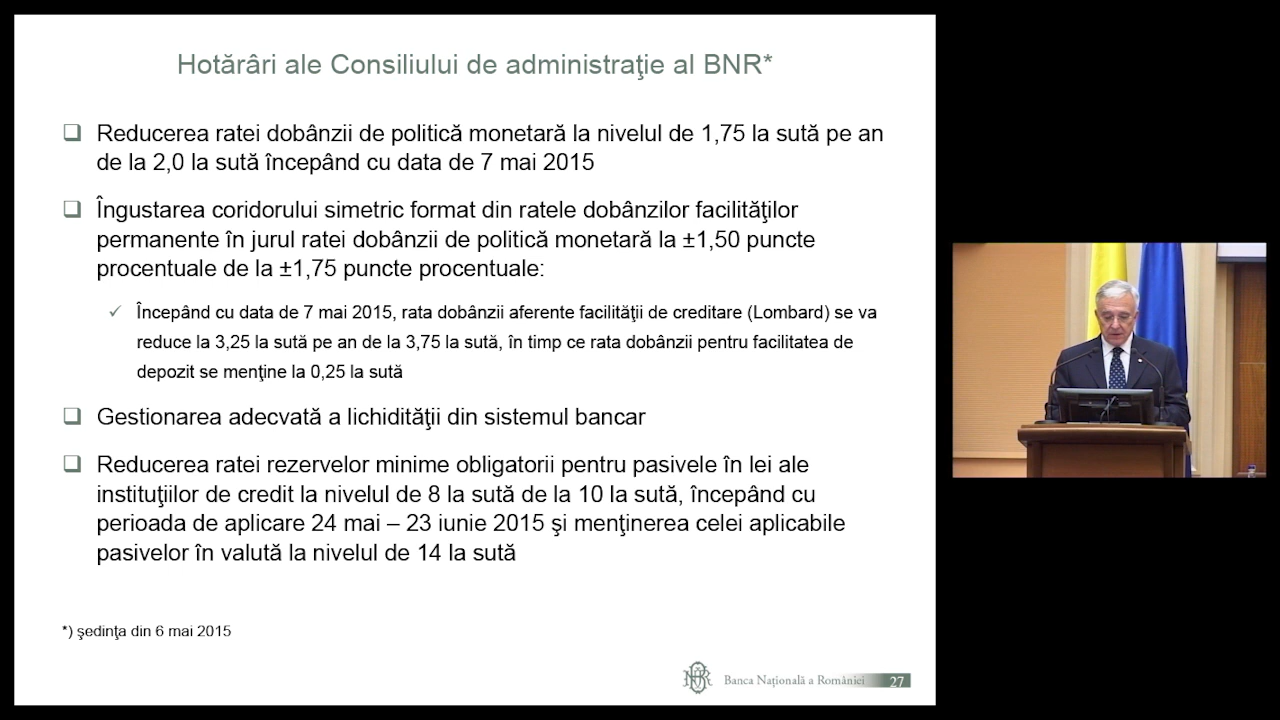 Hotărâri ale Consiliului de administraţie al BNR*
❑ Reducerea ratei dobânzii de politică monetară la nivelul de 1,75 la sută pe an
de la 2,0 la sută începând cu data de 7 mai 2015
❑ Îngustarea coridorului simetric format din ratele dobânzilor facilităţilor
permanente în jurul ratei dobânzii de politică monetară la ±1,50 puncte
procentuale de la ±1,75 puncte procentuale:
✓ Începând cu data de 7 mai 2015, rata dobânzii aferente facilităţii de creditare (Lombard) se va
reduce la 3,25 la sută pe an de la 3,75 la sută, în timp ce rata dobânzii pentru facilitatea de
depozit se menţine la 0,25 la sută
❑ Gestionarea adecvată a lichidităţii din sistemul bancar
❑ Reducerea ratei rezervelor minime obligatorii pentru pasivele în lei ale
instituţiilor de credit la nivelul de 8 la sută de la 10 la sută, începând cu
perioada de aplicare 24 mai – 23 iunie 2015 şi menţinerea celei aplicabile
pasivelor în valută la nivelul de 14 la sută
*) şedinţa din 6 mai 2015
Banca Națională a României 27